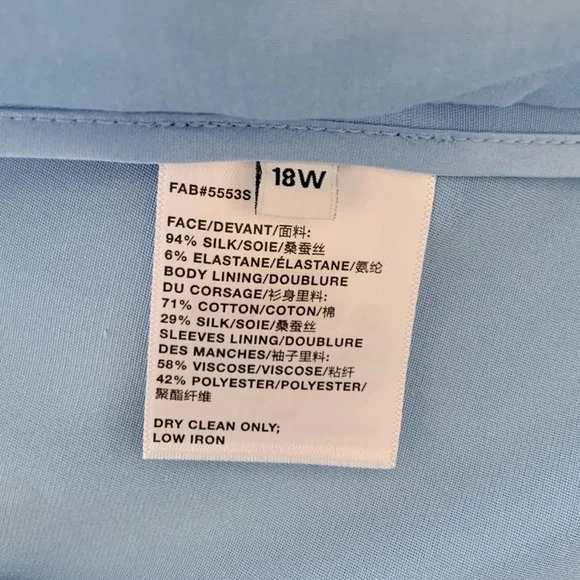 18W
FAB#5553S
FACE/DEVANT/面料:
94% SILK/SOIE/桑蚕丝
6% ELASTANE/ÉLASTANE/氨纶
BODY LINING/DOUBLURE
DU CORSAGE/衫身里料:
71% COTTON/COTON/棉
29% SILK/SOIE/桑蚕丝
SLEEVES LINING/DOUBLURE
DES MANCHES/袖子里料:
58% VISCOSE/VISCOSE/粘纤
42% POLYESTER/POLYESTER/
聚酯纤维
DRY CLEAN ONLY;
LOW IRON